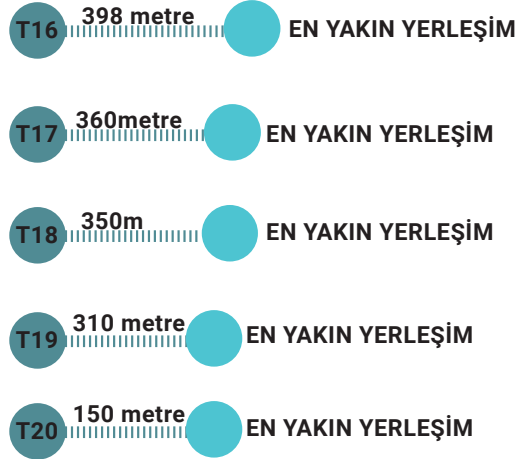 T16 398 metre EN YAKIN YERLEŞİM
T17 360metre EN YAKIN YERLEŞİM
T18 350m EN YAKIN YERLEŞİM
T19 310 metre EN YAKIN YERLEŞİM
T20 150 metre EN YAKIN YERLEŞİM